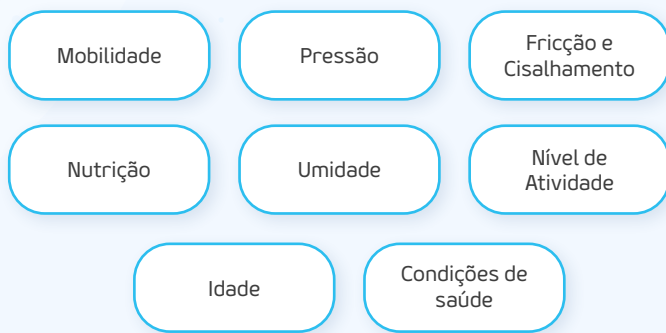 Mobilidade
Pressão
Fricção e
Cisalhamento
Nutrição
Umidade
Nível de
Atividade
Idade
Condições de
saúde